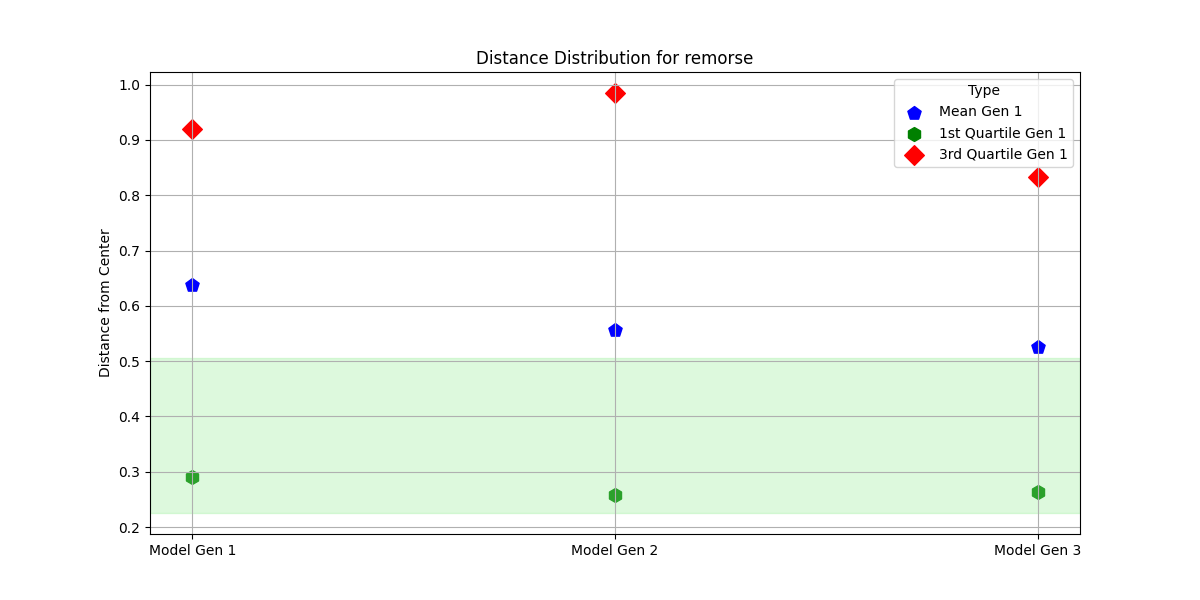 Distance Distribution for remorse
Type
Mean Gen 1
1st Quartile Gen 1
3rd Quartile Gen 1
Distance from Center
1.0
0.9
0.8
0.7
0.6
0.5
0.4
0.3
0.2
Model Gen 1
Model Gen 2
Model Gen 3